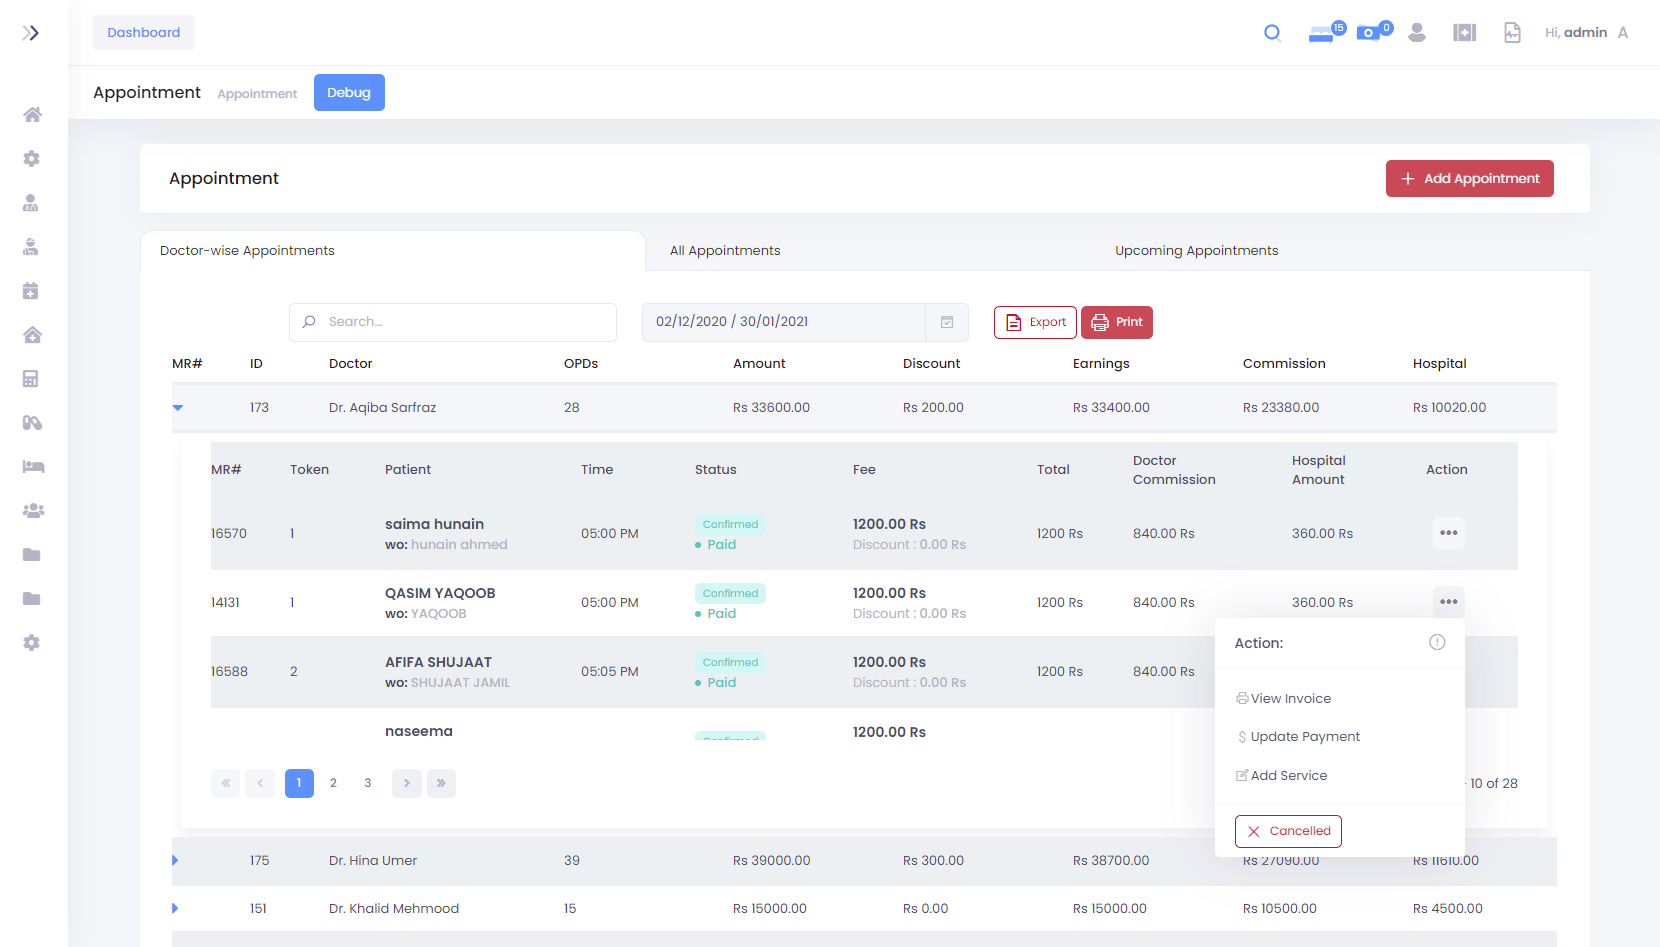 Dashboard
15
0
Hi, admin A
Appointment Appointment Debug
Appointment
Add Appointment
Doctor-wise Appointments All Appointments Upcoming Appointments
Search... 02/12/2020 / 30/01/2021 Export Print
MR# ID Doctor OPDs Amount Discount Earnings Commission Hospital
173 Dr. Aqiba Sarfraz 28 Rs 33600.00 Rs 200.00 Rs 33400.00 Rs 23380.00 Rs 10020.00
MR# Token Patient Time Status Fee Total Doctor Commission Hospital Amount Action
saima hunain Confirmed 1200.00 Rs
16570 1 05:00 PM 1200 Rs 840.00 Rs 360.00 Rs
wo: hunain ahmed Paid Discount : 0.00 Rs
QASIM YAQOOB Confirmed 1200.00 Rs
14131 1 05:00 PM 1200 Rs 840.00 Rs 360.00 Rs
wo: YAQOOB Paid Discount : 0.00 Rs
AFIFA SHUJAAT Confirmed 1200.00 Rs
16588 2 05:05 PM 1200 Rs 840.00 Rs
wo: SHUJAAT JAMIL Paid Discount : 0.00 Rs
naseema Confirmed 1200.00 Rs
Action:
View Invoice
$ Update Payment
Add Service
Cancelled
« ‹ 1 2 3 › » - 10 of 28
175 Dr. Hina Umer 39 Rs 39000.00 Rs 300.00 Rs 38700.00 Rs 27090.00 Rs 11610.00
151 Dr. Khalid Mehmood 15 Rs 15000.00 Rs 0.00 Rs 15000.00 Rs 10500.00 Rs 4500.00